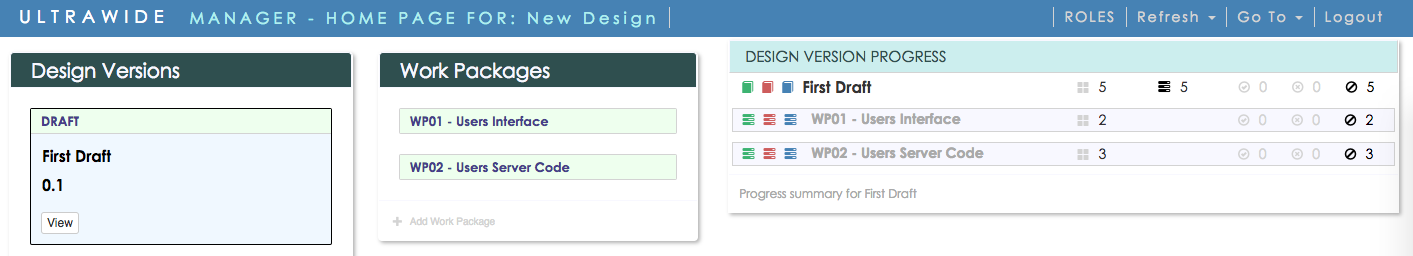 ULTRAWIDE MANAGER - HOME PAGE FOR: New Design ROLES Refresh Go To Logout
Design Versions
DRAFT
First Draft
0.1
View
Work Packages
WP01 - Users Interface
WP02 - Users Server Code
Add Work Package
DESIGN VERSION PROGRESS
First Draft 5 5 0 0 5
WP01 - Users Interface 2 0 0 2
WP02 - Users Server Code 3 0 0 3
Progress summary for First Draft